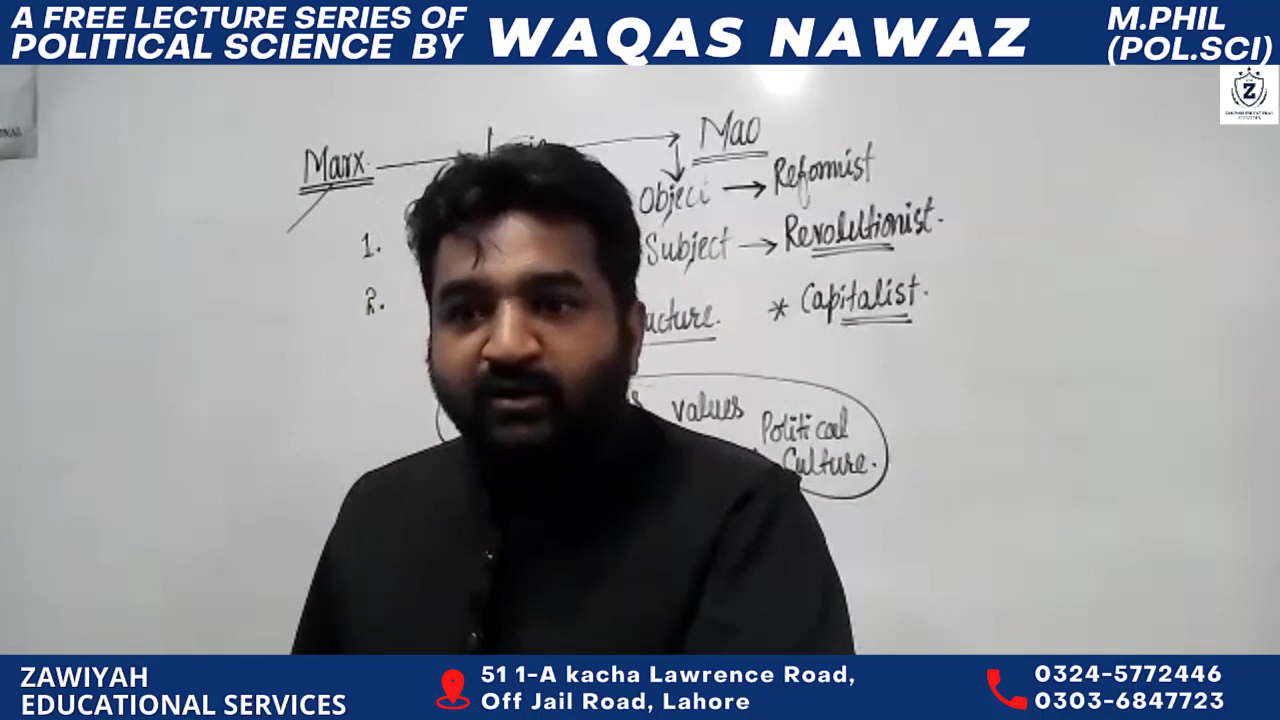 A FREE LECTURE SERIES OF
POLITICAL SCIENCE BY
WAQAS NAWAZ
M.PHIL
(POL.SCI)
Z
Marx
Mao
Object → Reformist
1.
Subject → Revolutionist.
2.
ucture.
* Capitalist.
values
Political
Culture.
ZAWIYAH
EDUCATIONAL SERVICES
51 1-A kacha Lawrence Road,
Off Jail Road, Lahore
0324-5772446
0303-6847723